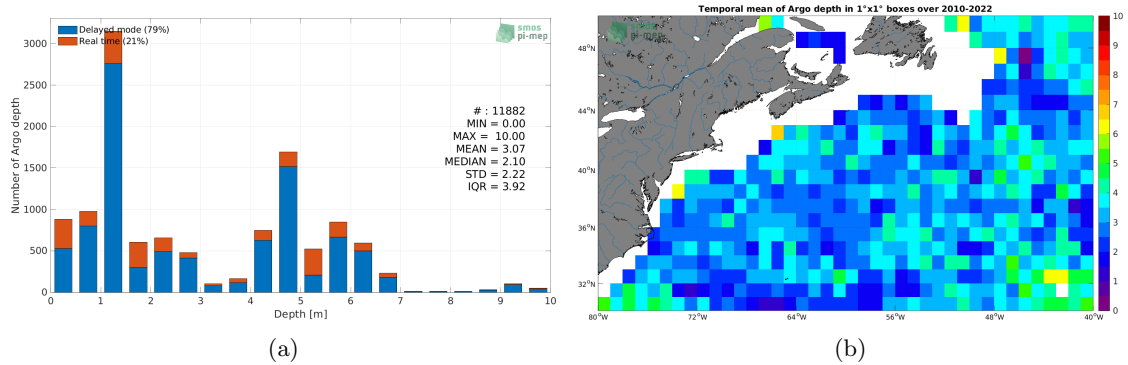 Delayed mode (79%)
Real time (21%)
smos
pi-mep
# : 11882
MIN = 0.00
MAX = 10.00
MEAN = 3.07
MEDIAN = 2.10
STD = 2.22
IQR = 3.92
Number of Argo depth
3000
2500
2000
1500
1000
500
0
0 1 2 3 4 5 6 7 8 9 10
Depth [m]
(a)
Temporal mean of Argo depth in 1°x1° boxes over 2010-2022
smos
pi-mep
48°N
44°N
40°N
36°N
32°N
80°W 72°W 64°W 56°W 48°W 40°W
10
9
8
7
6
5
4
3
2
1
0
(b)